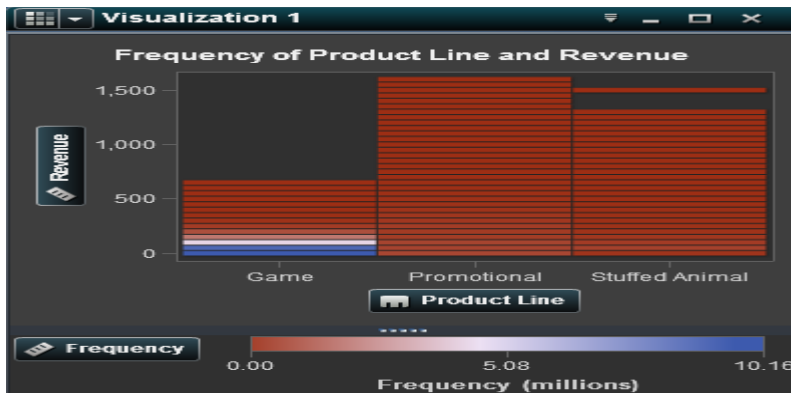 Visualization 1
Frequency of Product Line and Revenue
1,500
1,000
500
0
Revenue
Game Promotional Stuffed Animal
Product Line
Frequency
0.00 5.08 10.16
Frequency (millions)